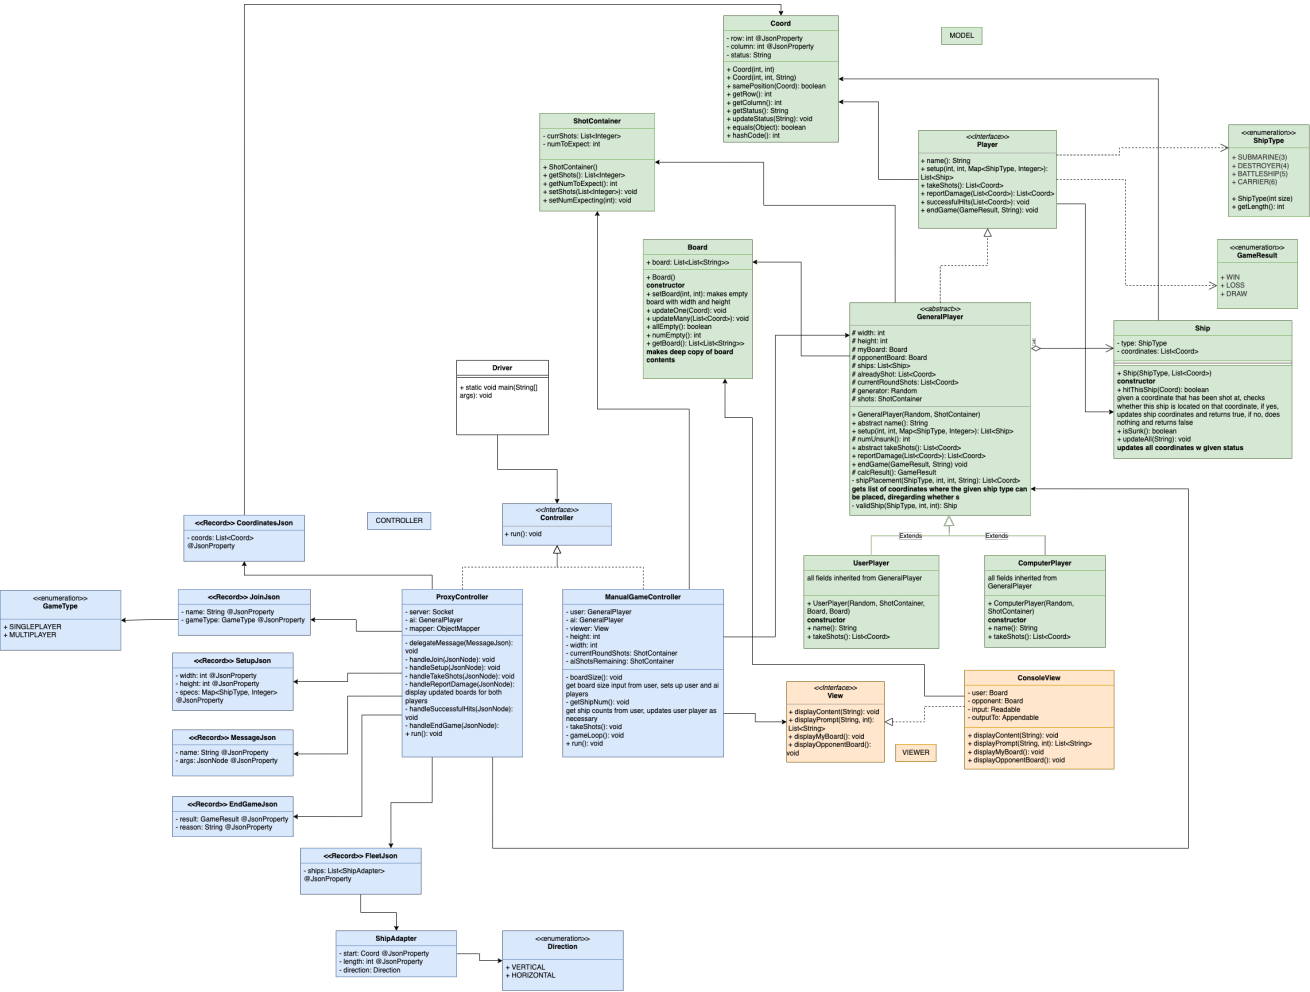 Coord
- row: int @JsonProperty
- column: int @JsonProperty
- status: String
+ Coord(int, int)
+ Coord(int, int, String)
+ samePosition(Coord): boolean
+ getRow(): int
+ getColumn(): int
+ getStatus(): String
+ updateStatus(String): void
+ equals(Object): boolean
+ hashCode(): int
MODEL
ShotContainer
- currShots: List<Integer>
- numToExpect: int
+ ShotContainer()
+ getShots(): List<Integer>
+ getNumToExpect(): int
+ setShots(List<Integer>): void
+ setNumExpecting(int): void
<<Interface>>
Player
+ name(): String
+ setup(int, int, Map<ShipType, Integer>):
List<Ship>
+ takeShots(): List<Coord>
+ reportDamage(List<Coord>): List<Coord>
+ successfulHits(List<Coord>): void
+ endGame(GameResult, String): void
<<enumeration>>
ShipType
+ SUBMARINE(3)
+ DESTROYER(4)
+ BATTLESHIP(5)
+ CARRIER(6)
+ ShipType(int size)
+ getLength(): int
<<enumeration>>
GameResult
+ WIN
+ LOSS
+ DRAW
Board
+ board: List<List<String>>
+ Board()
constructor
+ setBoard(int, int): makes empty
board with width and height
+ updateOne(Coord): void
+ updateMany(List<Coord>): void
+ allEmpty(): boolean
+ numEmpty(): int
+ getBoard(): List<List<String>>
makes deep copy of board
contents
<<abstract>>
GeneralPlayer
# width: int
# height: int
# myBoard: Board
# opponentBoard: Board
# ships: List<Ship>
# alreadyShot: List<Coord>
# currentRoundShots: List<Coord>
# generator: Random
# shots: ShotContainer
+ GeneralPlayer(Random, ShotContainer)
+ abstract name(): String
+ setup(int, int, Map<ShipType, Integer>): List<Ship>
# numUnsunk(): int
+ abstract takeShots(): List<Coord>
+ reportDamage(List<Coord>): List<Coord>
+ endGame(GameResult, String) void
# calcResult(): GameResult
- shipPlacement(ShipType, int, int, String): List<Coord>
gets list of coordinates where the given ship type can
be placed, diregarding whether s
- validShip(ShipType, int, int): Ship
Ship
- type: ShipType
- coordinates: List<Coord>
+ Ship(ShipType, List<Coord>)
constructor
+ hitThisShip(Coord): boolean
given a coordinate that has been shot at, checks
whether this ship is located on that coordinate, if yes,
updates ship coordinates and returns true, if no, does
nothing and returns false
+ isSunk(): boolean
+ updateAll(String): void
updates all coordinates w given status
Driver
+ static void main(String[]
args): void
<<Interface>>
Controller
+ run(): void
CONTROLLER
<<Record>> CoordinatesJson
- coords: List<Coord>
@JsonProperty
Extends
Extends
UserPlayer
all fields inherited from GeneralPlayer
+ UserPlayer(Random, ShotContainer,
Board, Board)
constructor
+ name(): String
+ takeShots(): List<Coord>
ComputerPlayer
all fields inherited from
GeneralPlayer
+ ComputerPlayer(Random,
ShotContainer)
constructor
+ name(): String
+ takeShots(): List<Coord>
<<enumeration>>
GameType
+ SINGLEPLAYER
+ MULTIPLAYER
<<Record>> JoinJson
- name: String @JsonProperty
- gameType: GameType @JsonProperty
ProxyController
- server: Socket
- ai: GeneralPlayer
- mapper: ObjectMapper
- delegateMessage(MessageJson):
void
- handleJoin(JsonNode): void
- handleSetup(JsonNode): void
- handleTakeShots(JsonNode): void
- handleReportDamage(JsonNode):
display updated boards for both
players
- handleSuccessfulHits(JsonNode):
void
- handleEndGame(JsonNode):
+ run(): void
ManualGameController
- user: GeneralPlayer
- ai: GeneralPlayer
- viewer: View
- height: int
- width: int
- currentRoundShots: ShotContainer
- aiShotsRemaining: ShotContainer
- boardSize(): void
get board size input from user, sets up user and ai
players
- getShipNum(): void
get ship counts from user, updates user player as
necessary
- takeShots(): void
- gameLoop(): void
+ run(): void
<<Record>> SetupJson
- width: int @JsonProperty
- height: int @JsonProperty
- specs: Map<ShipType, Integer>
@JsonProperty
<<Interface>>
View
+ displayContent(String): void
+ displayPrompt(String, int):
List<String>
+ displayMyBoard(): void
+ displayOpponentBoard():
void
ConsoleView
- user: Board
- opponent: Board
- input: Readable
- outputTo: Appendable
+ displayContent(String): void
+ displayPrompt(String, int): List<String>
+ displayMyBoard(): void
+ displayOpponentBoard(): void
VIEWER
<<Record>> MessageJson
- name: String @JsonProperty
- args: JsonNode @JsonProperty
<<Record>> EndGameJson
- result: GameResult @JsonProperty
- reason: String @JsonProperty
<<Record>> FleetJson
- ships: List<ShipAdapter>
@JsonProperty
ShipAdapter
- start: Coord @JsonProperty
- length: int @JsonProperty
- direction: Direction
<<enumeration>>
Direction
+ VERTICAL
+ HORIZONTAL